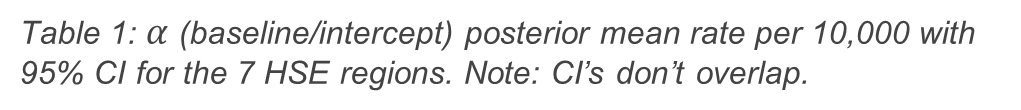 Table 1: α (baseline/intercept) posterior mean rate per 10,000 with
95% CI for the 7 HSE regions. Note: CI’s don’t overlap.